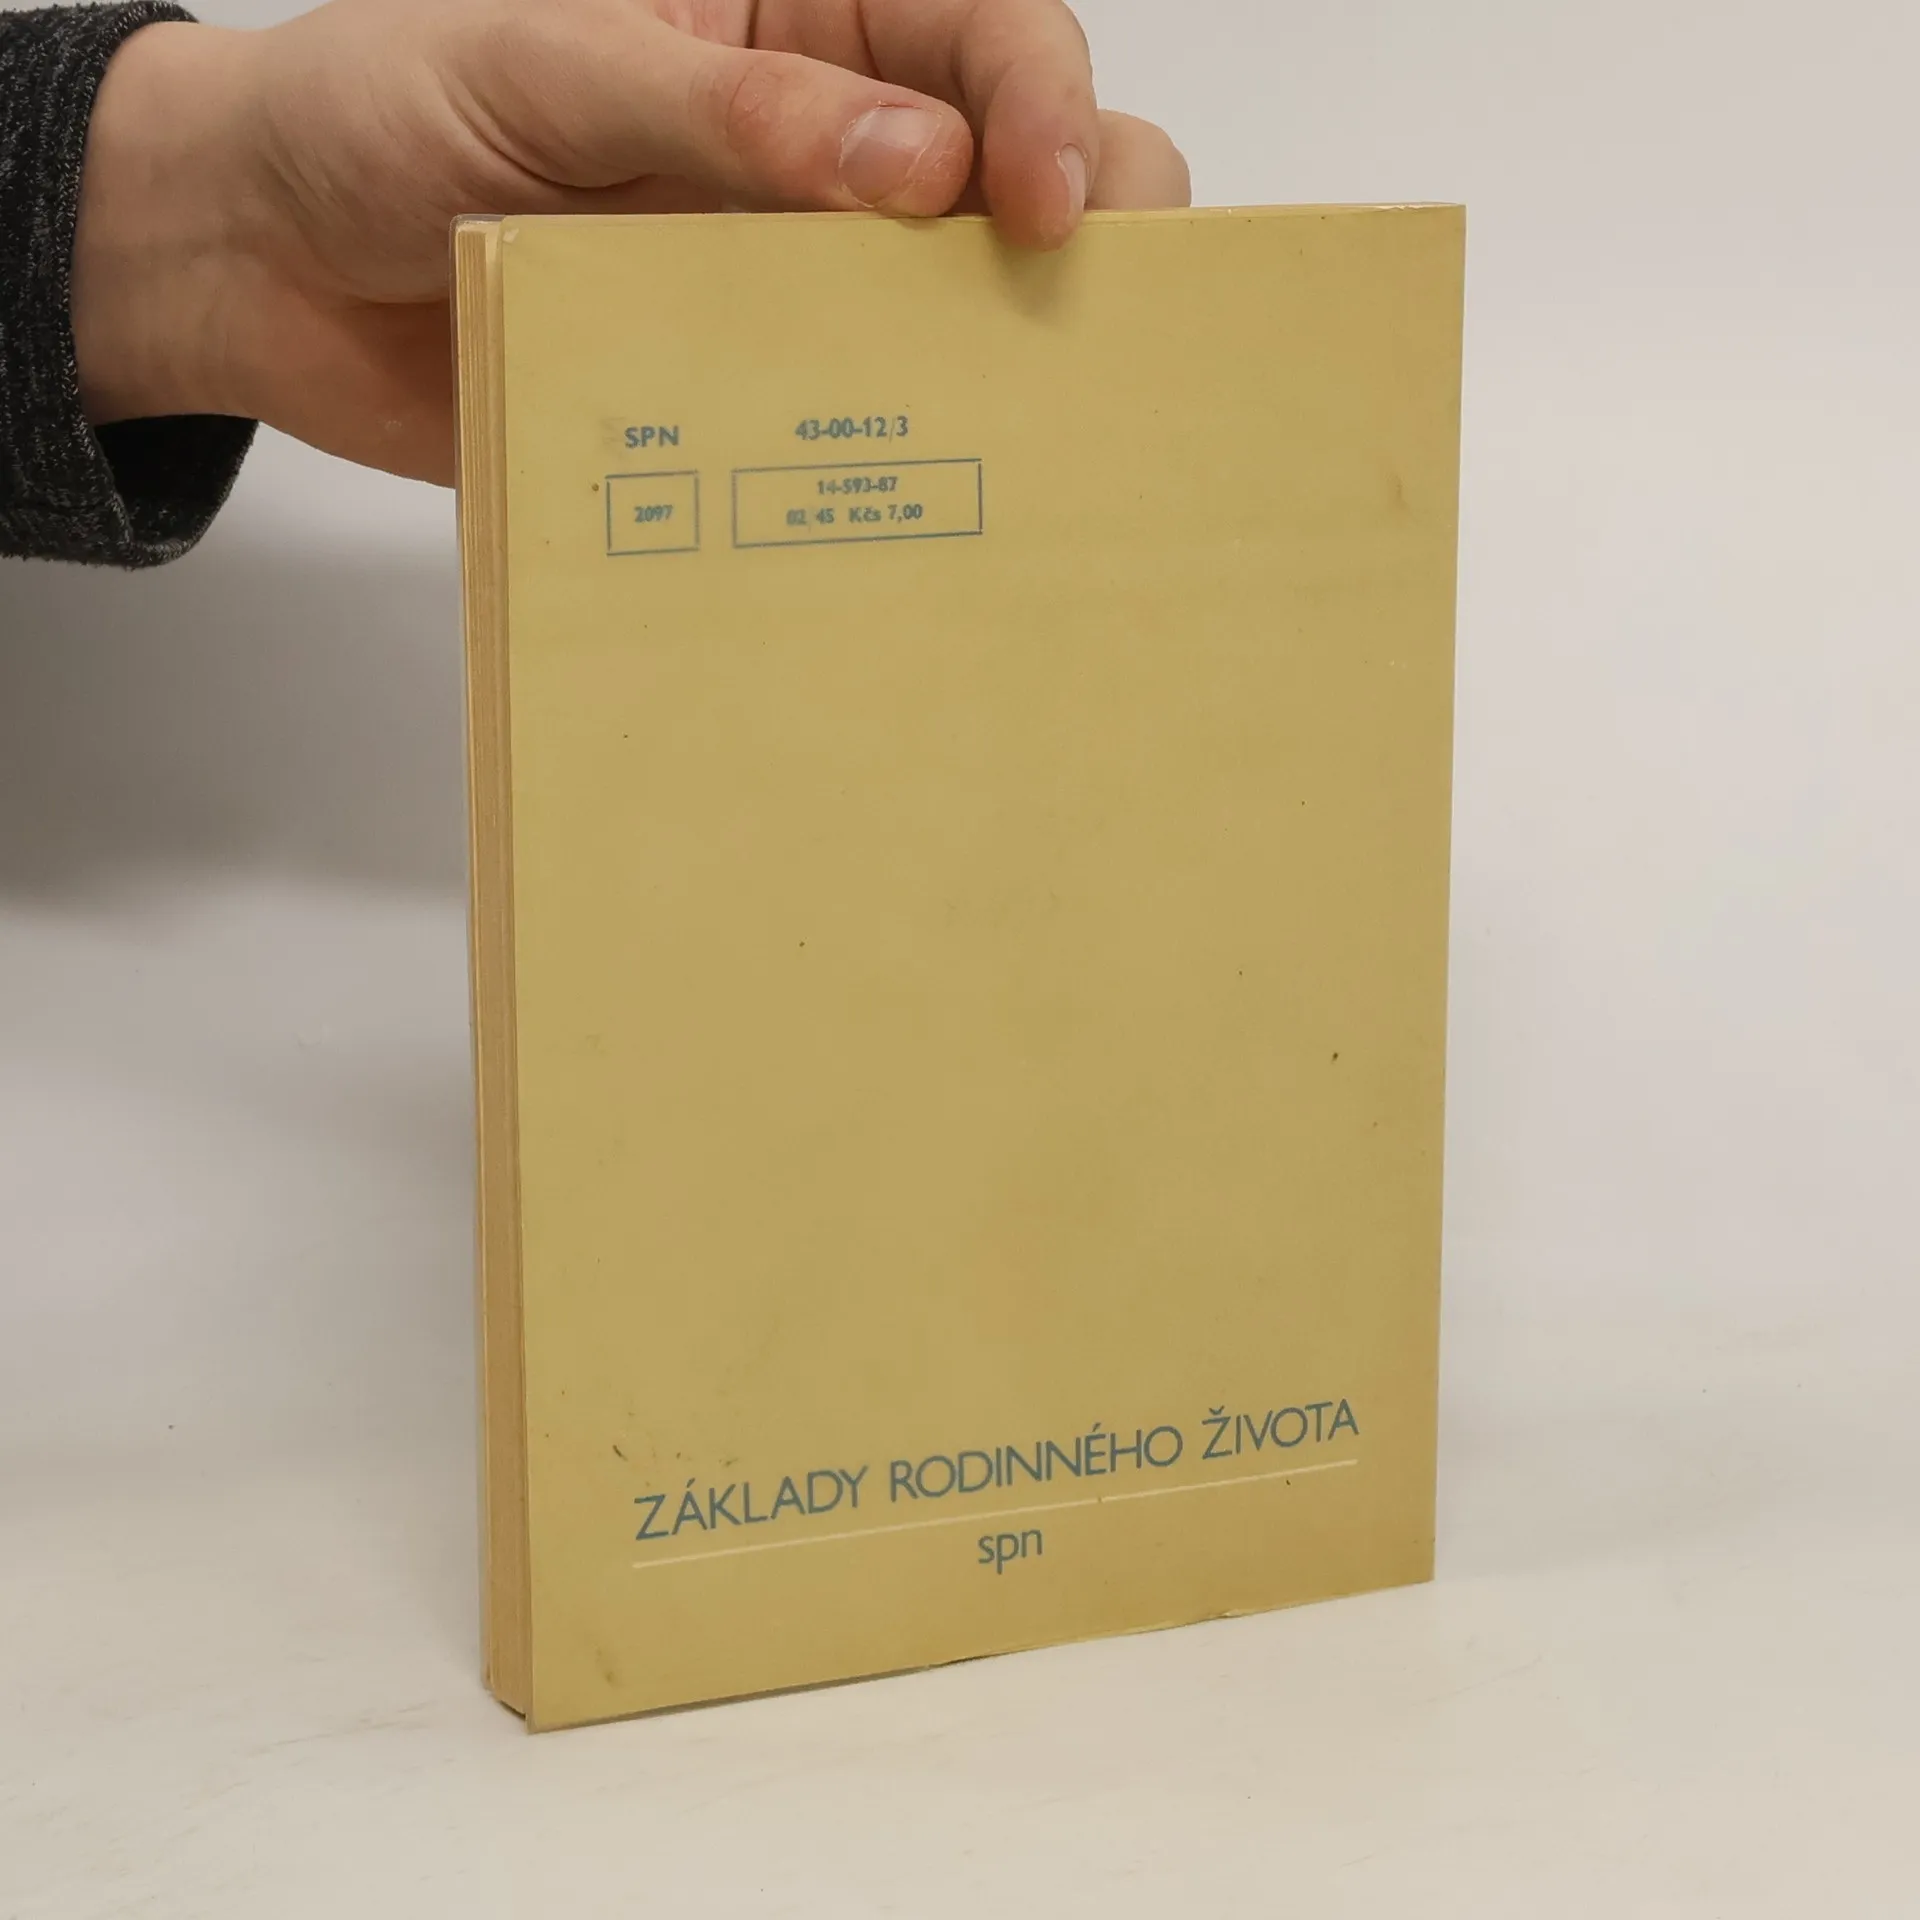 SPN 43-00-12/3
2097
14-593-87
02/45 Kčs 7,00
ZÁKLADY RODINNÉHO ŽIVOTA
spn